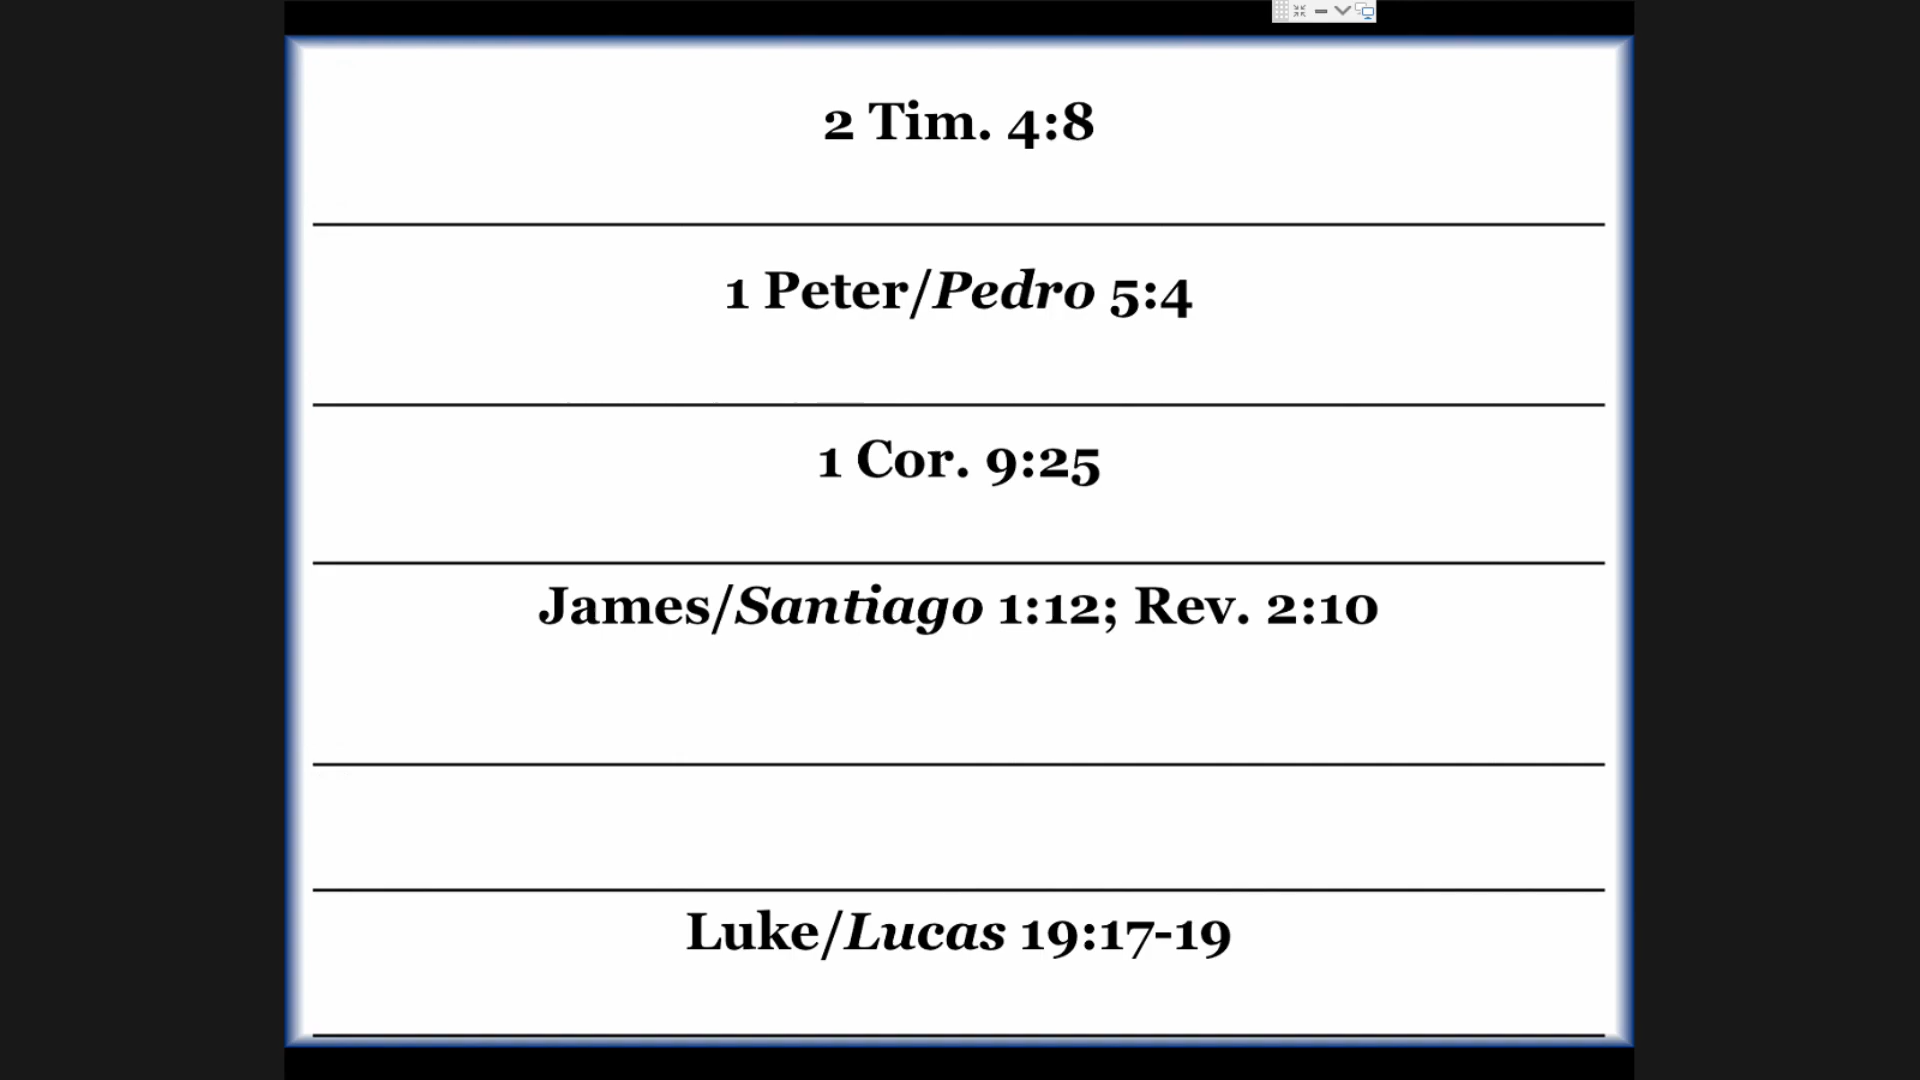 2 Tim. 4:8
1 Peter/Pedro 5:4
1 Cor. 9:25
James/Santiago 1:12; Rev. 2:10
Luke/Lucas 19:17-19